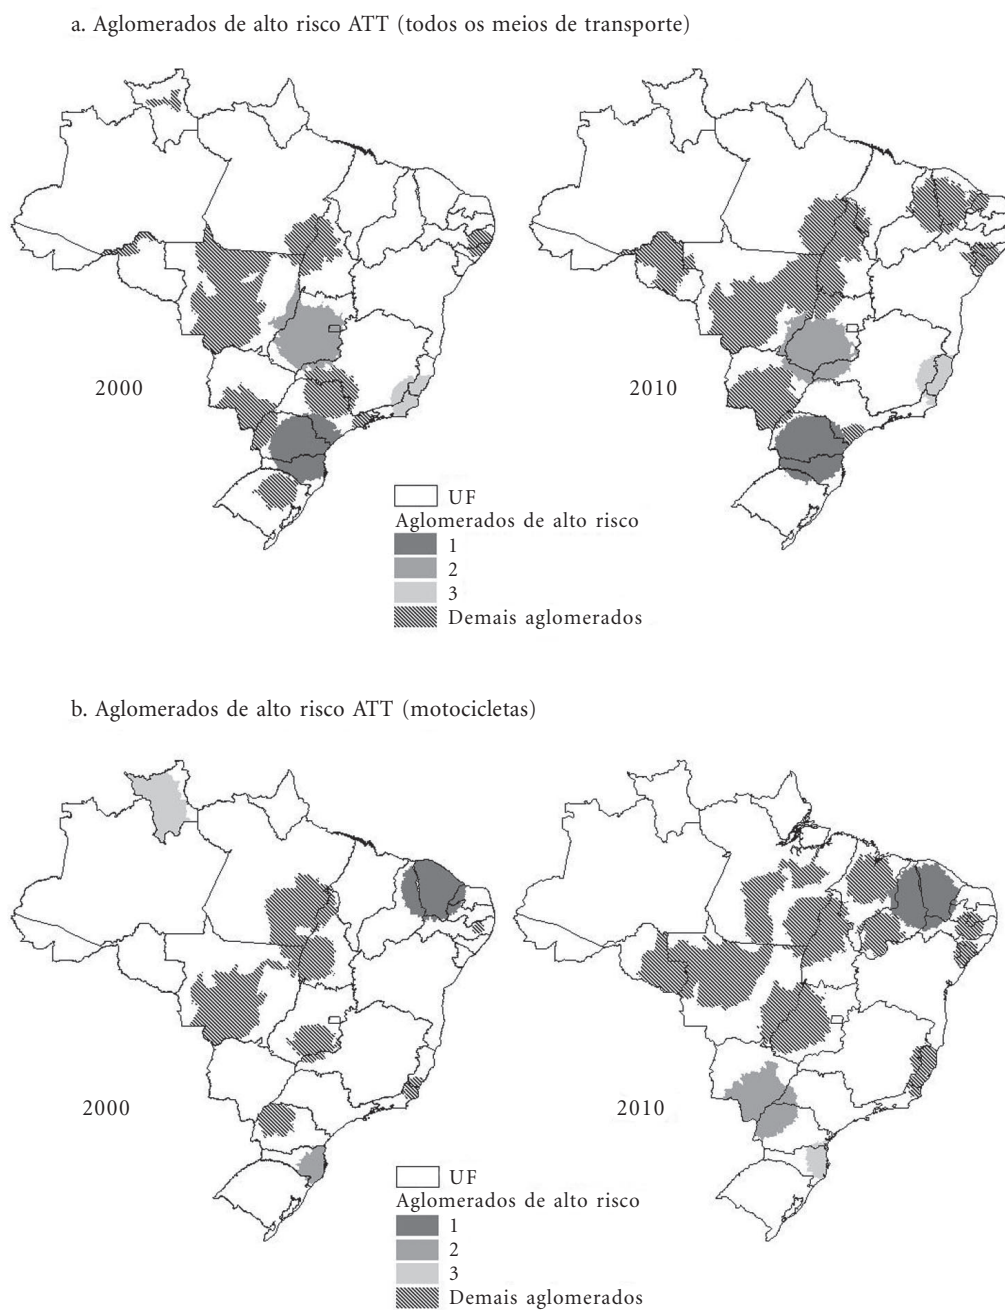 a. Aglomerados de alto risco ATT (todos os meios de transporte)
2000
2010
UF
Aglomerados de alto risco
1
2
3
Demais aglomerados
b. Aglomerados de alto risco ATT (motocicletas)
2000
2010
UF
Aglomerados de alto risco
1
2
3
Demais aglomerados